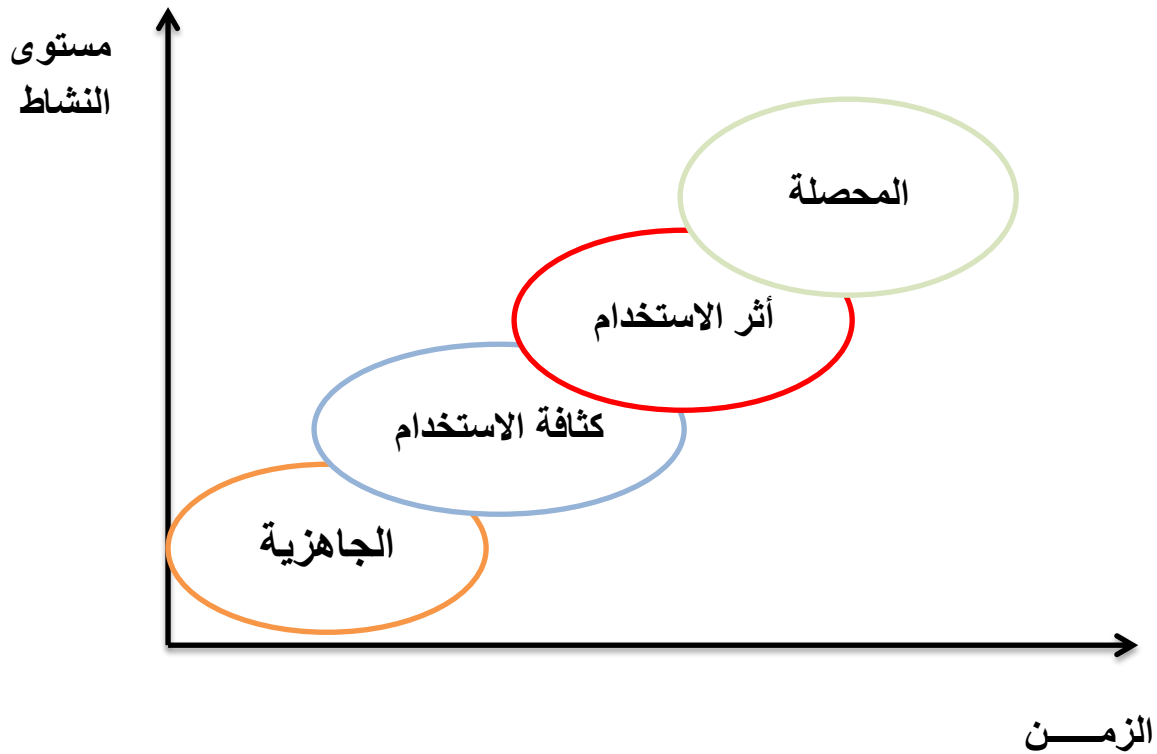 مستوى
النشاط
المحصلة
أثر الاستخدام
كثافة الاستخدام
الجاهزية
الزمـــــن